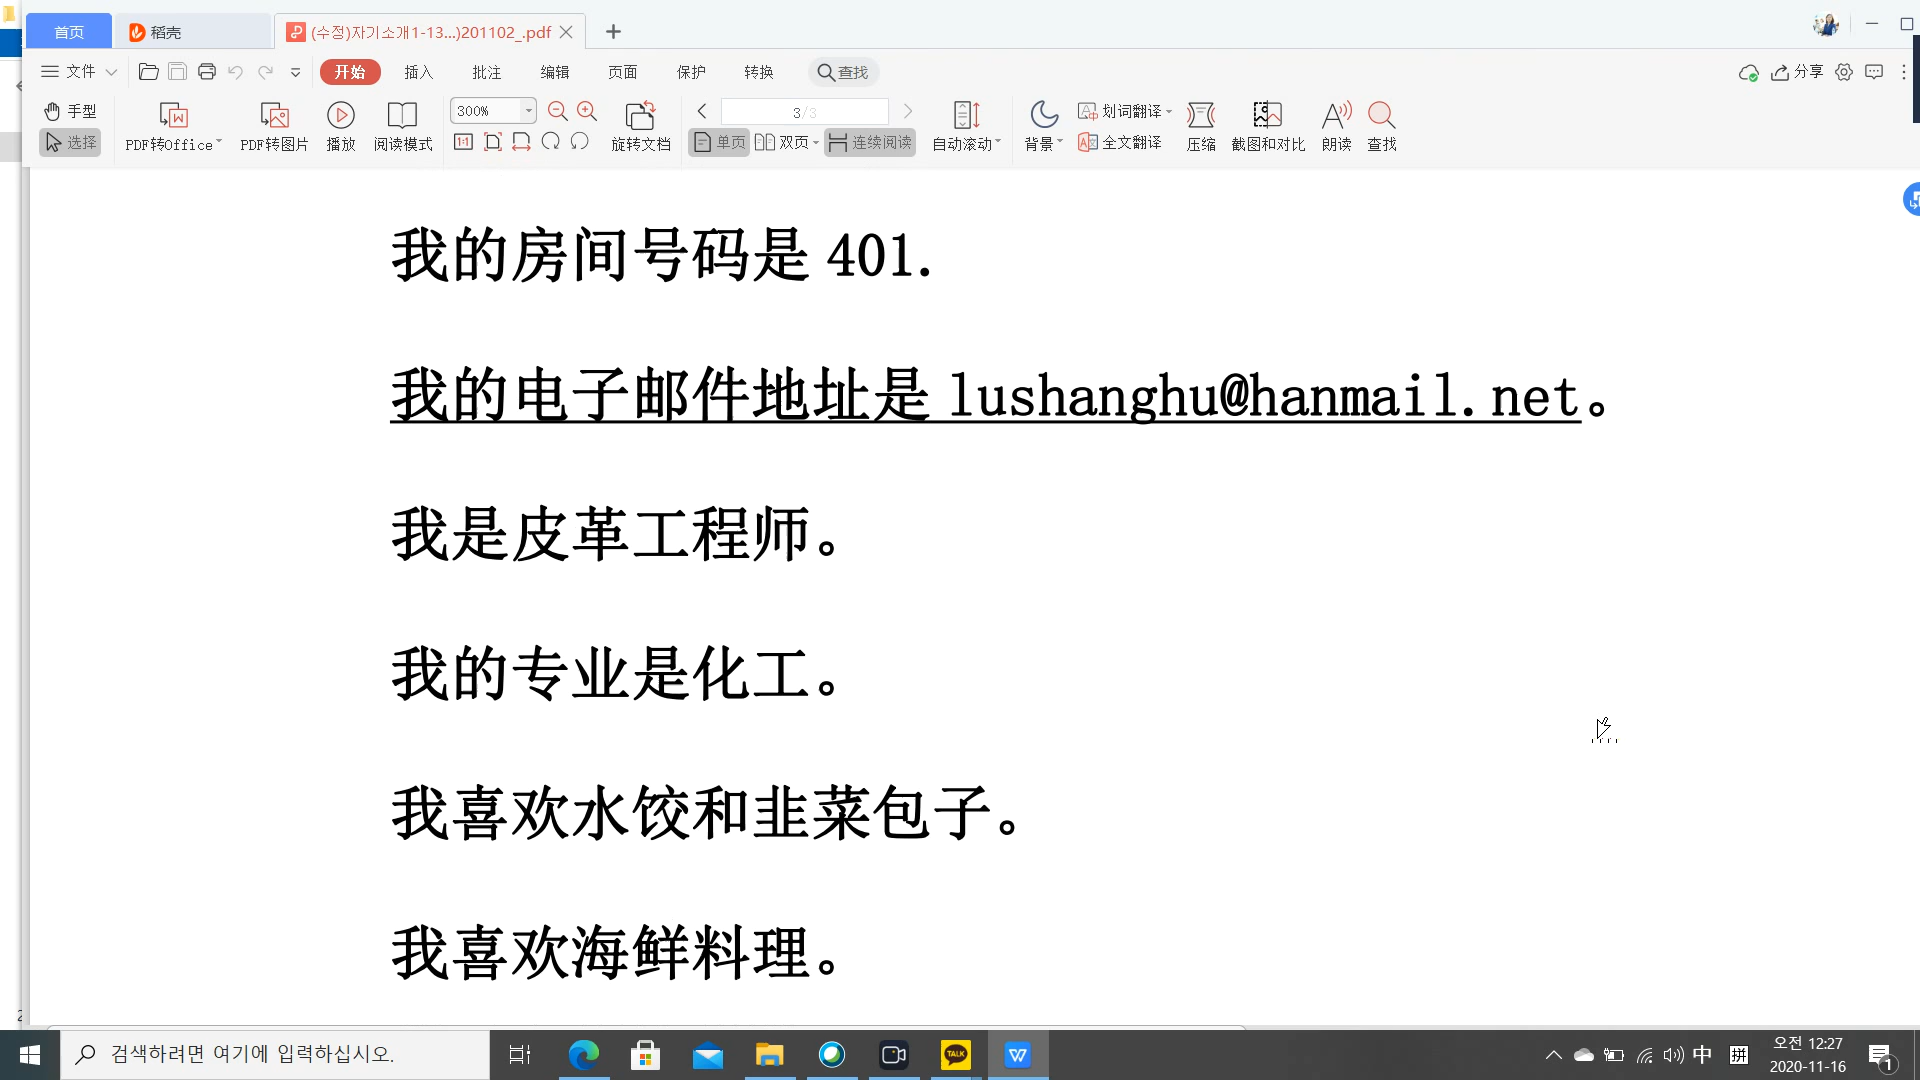 首页
稻壳
(수정)자기소개1-13...)201102_.pdf
文件
开始
插入
批注
编辑
页面
保护
转换
查找
分享
手型
选择
PDF转Office
PDF转图片
播放
阅读模式
300%
旋转文档
3/3
单页
双页
连续阅读
自动滚动
背景
划词翻译
全文翻译
压缩
截图和对比
朗读
查找
我的房间号码是 401.
我的电子邮件地址是 lushanghu@hanmail.net。
我是皮革工程师。
我的专业是化工。
我喜欢水饺和韭菜包子。
我喜欢海鲜料理。
검색하려면 여기에 입력하십시오.
TALK
中
拼
오전 12:27
2020-11-16
1